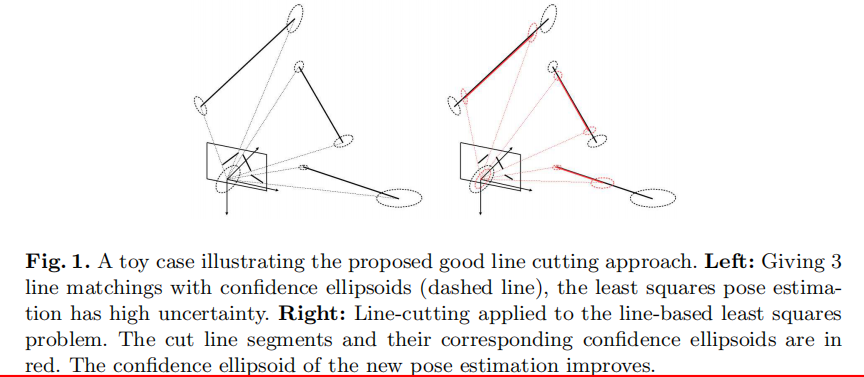 Fig. 1. A toy case illustrating the proposed good line cutting approach. Left: Giving 3
line matchings with confidence ellipsoids (dashed line), the least squares pose estima-
tion has high uncertainty. Right: Line-cutting applied to the line-based least squares
problem. The cut line segments and their corresponding confidence ellipsoids are in
red. The confidence ellipsoid of the new pose estimation improves.